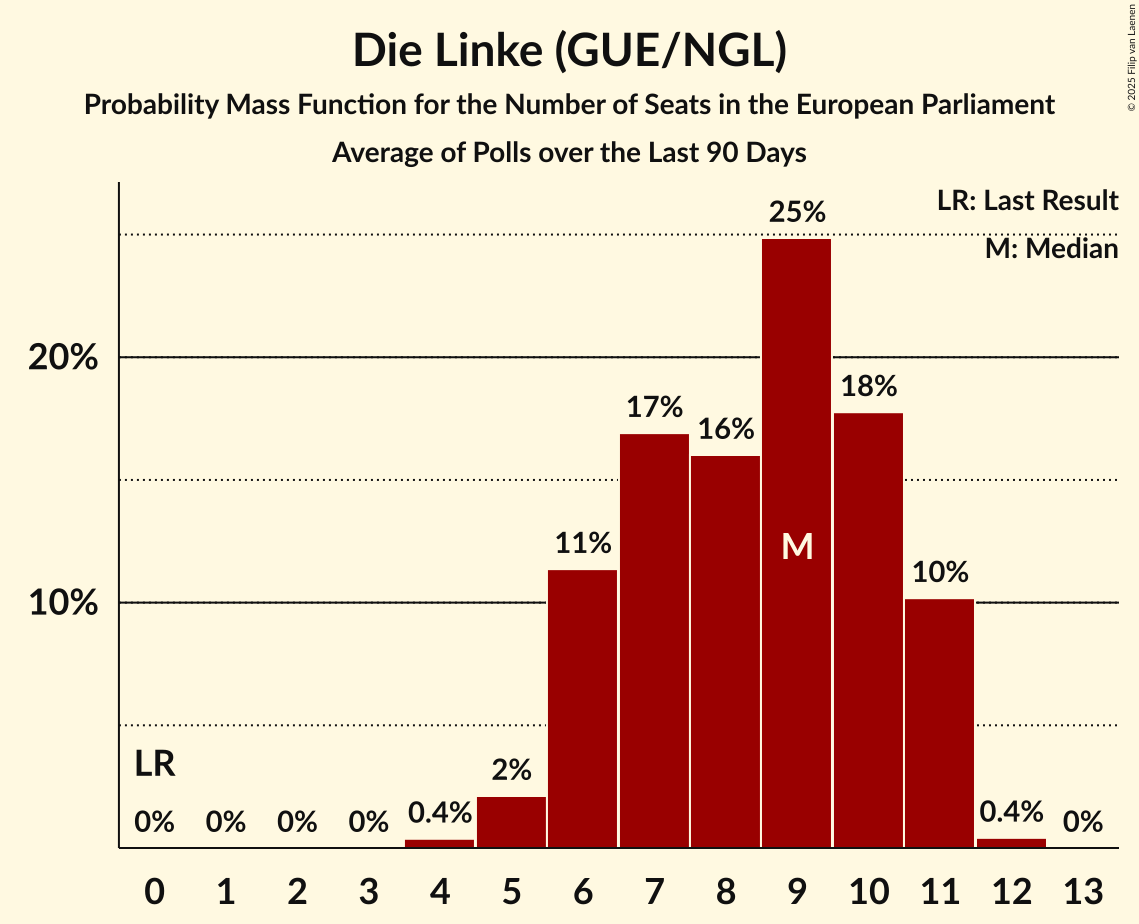 Die Linke (GUE/NGL)
Probability Mass Function for the Number of Seats in the European Parliament
Average of Polls over the Last 90 Days
© 2025 Filip van Laenen
LR: Last Result
M: Median
25%
20%
18%
17%
16%
M
11%
10%
10%
LR
2%
0% 0% 0% 0% 0.4% 0.4% 0%
0 1 2 3 4 5 6 7 8 9 10 11 12 13